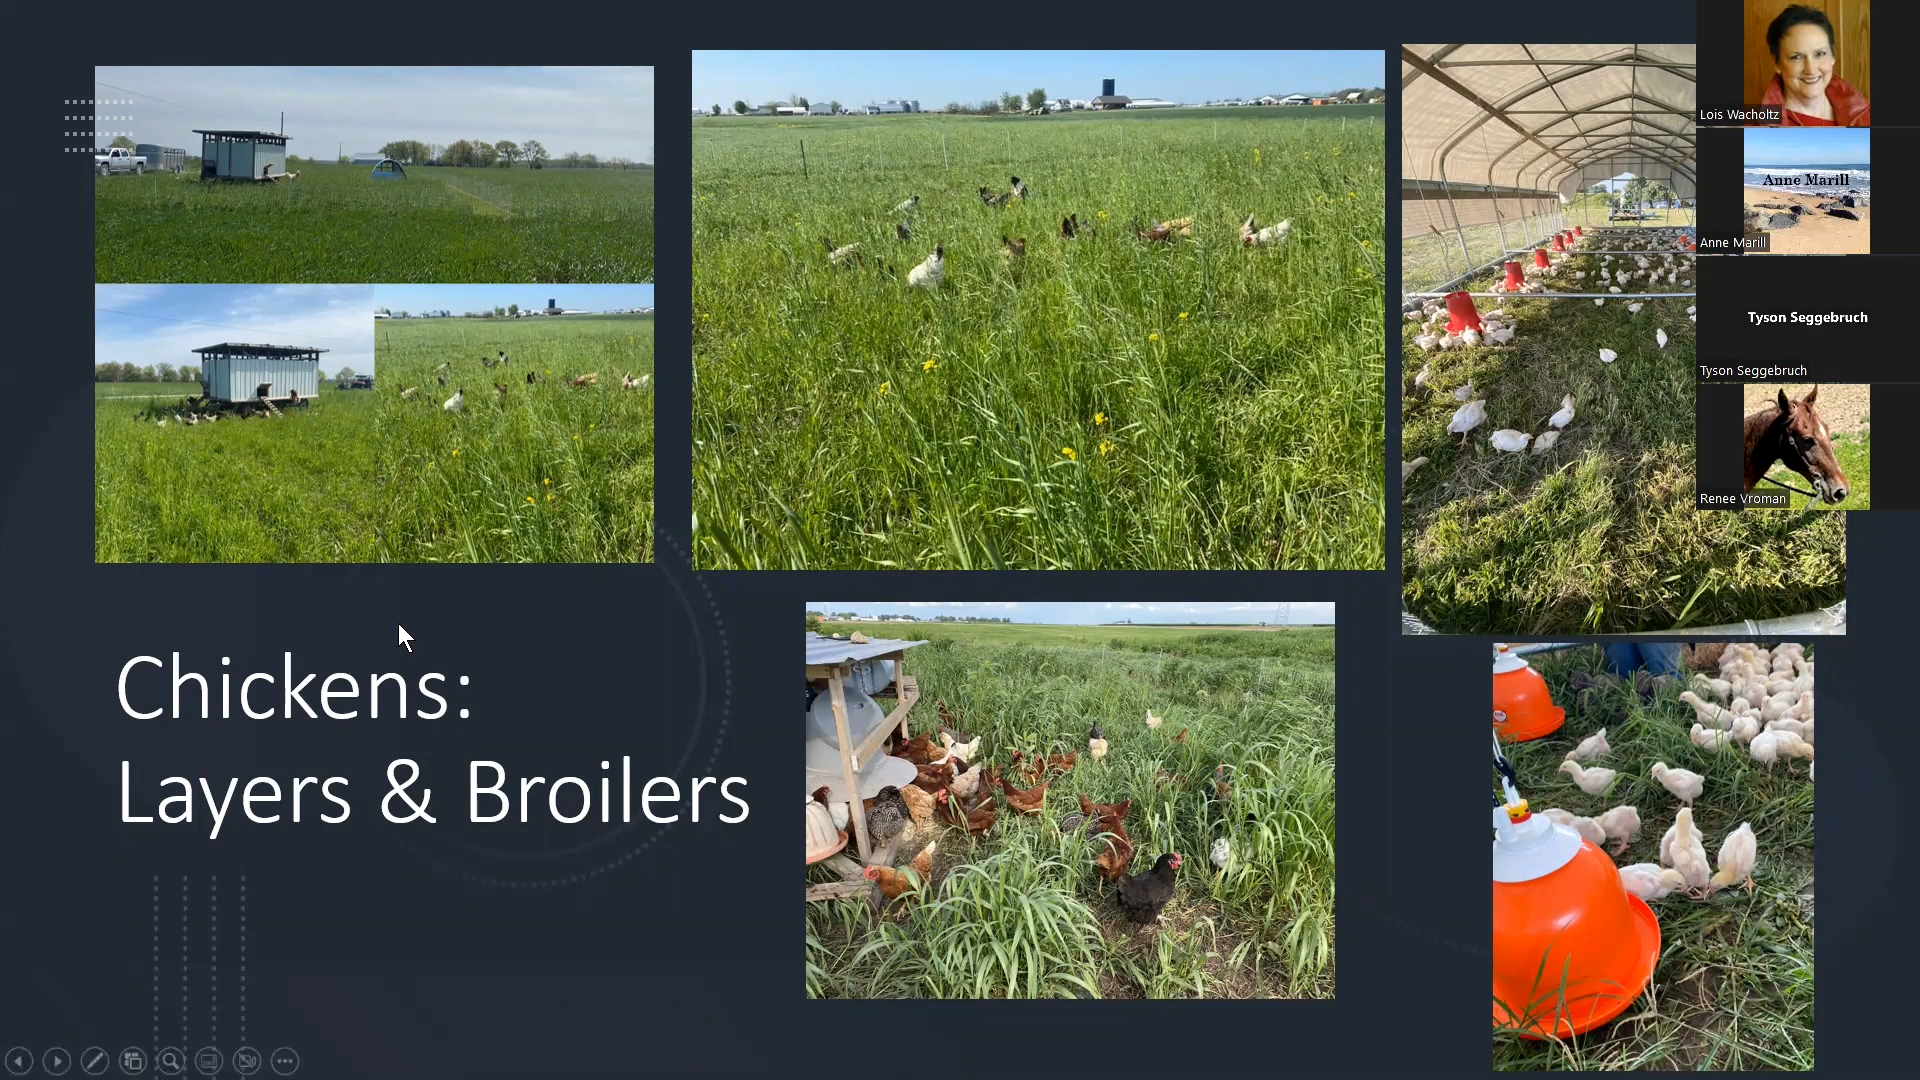 Chickens:
Layers & Broilers
Lois Wacholtz
Anne Marill
Anne Marill
Tyson Seggebruch
Tyson Seggebruch
Renee Vroman